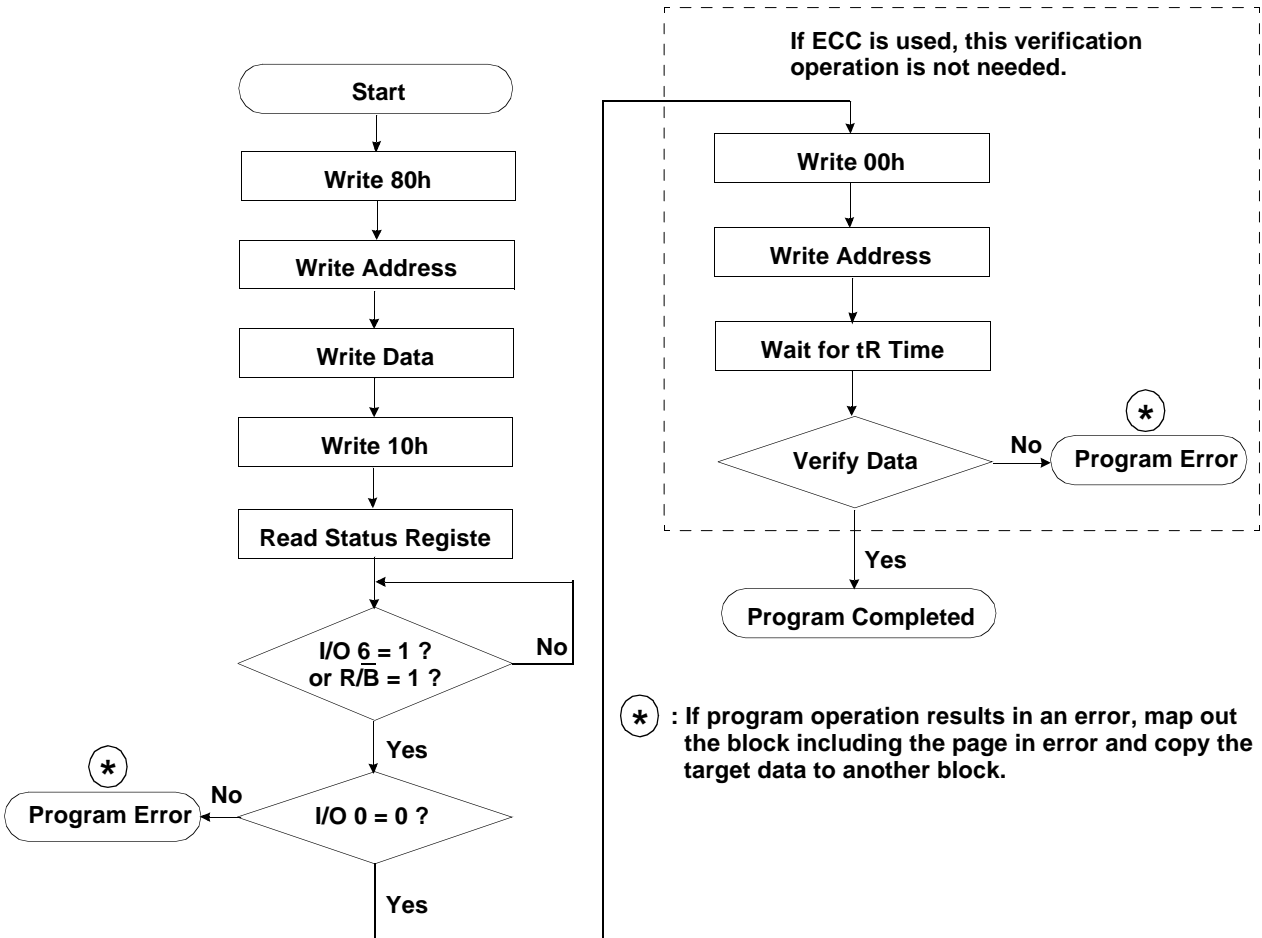 Start
Write 80h
Write Address
Write Data
Write 10h
Read Status Registe
I/O 6 = 1 ?
or R/B̅ = 1 ?
No
Yes
*
No
Program Error
I/O 0 = 0 ?
Yes
If ECC is used, this verification
operation is not needed.
Write 00h
Write Address
Wait for tR Time
*
Verify Data
No
Program Error
Yes
Program Completed
* : If program operation results in an error, map out
the block including the page in error and copy the
target data to another block.